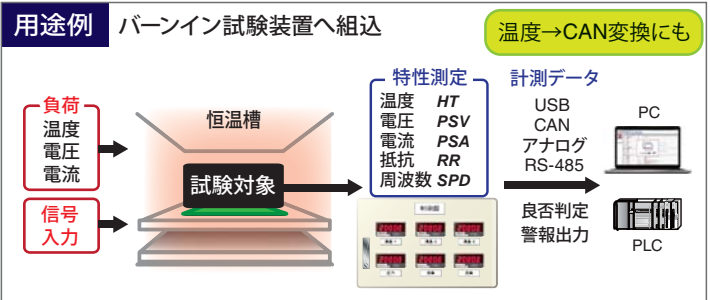 用途例 バーンイン試験装置へ組込
温度→CAN変換にも
負荷
温度
電圧
電流
信号
入力
恒温槽
試験対象
特性測定
温度 HT
電圧 PSV
電流 PSA
抵抗 RR
周波数 SPD
計測データ
USB
CAN
アナログ
RS-485
良否判定
警報出力
PC
PLC